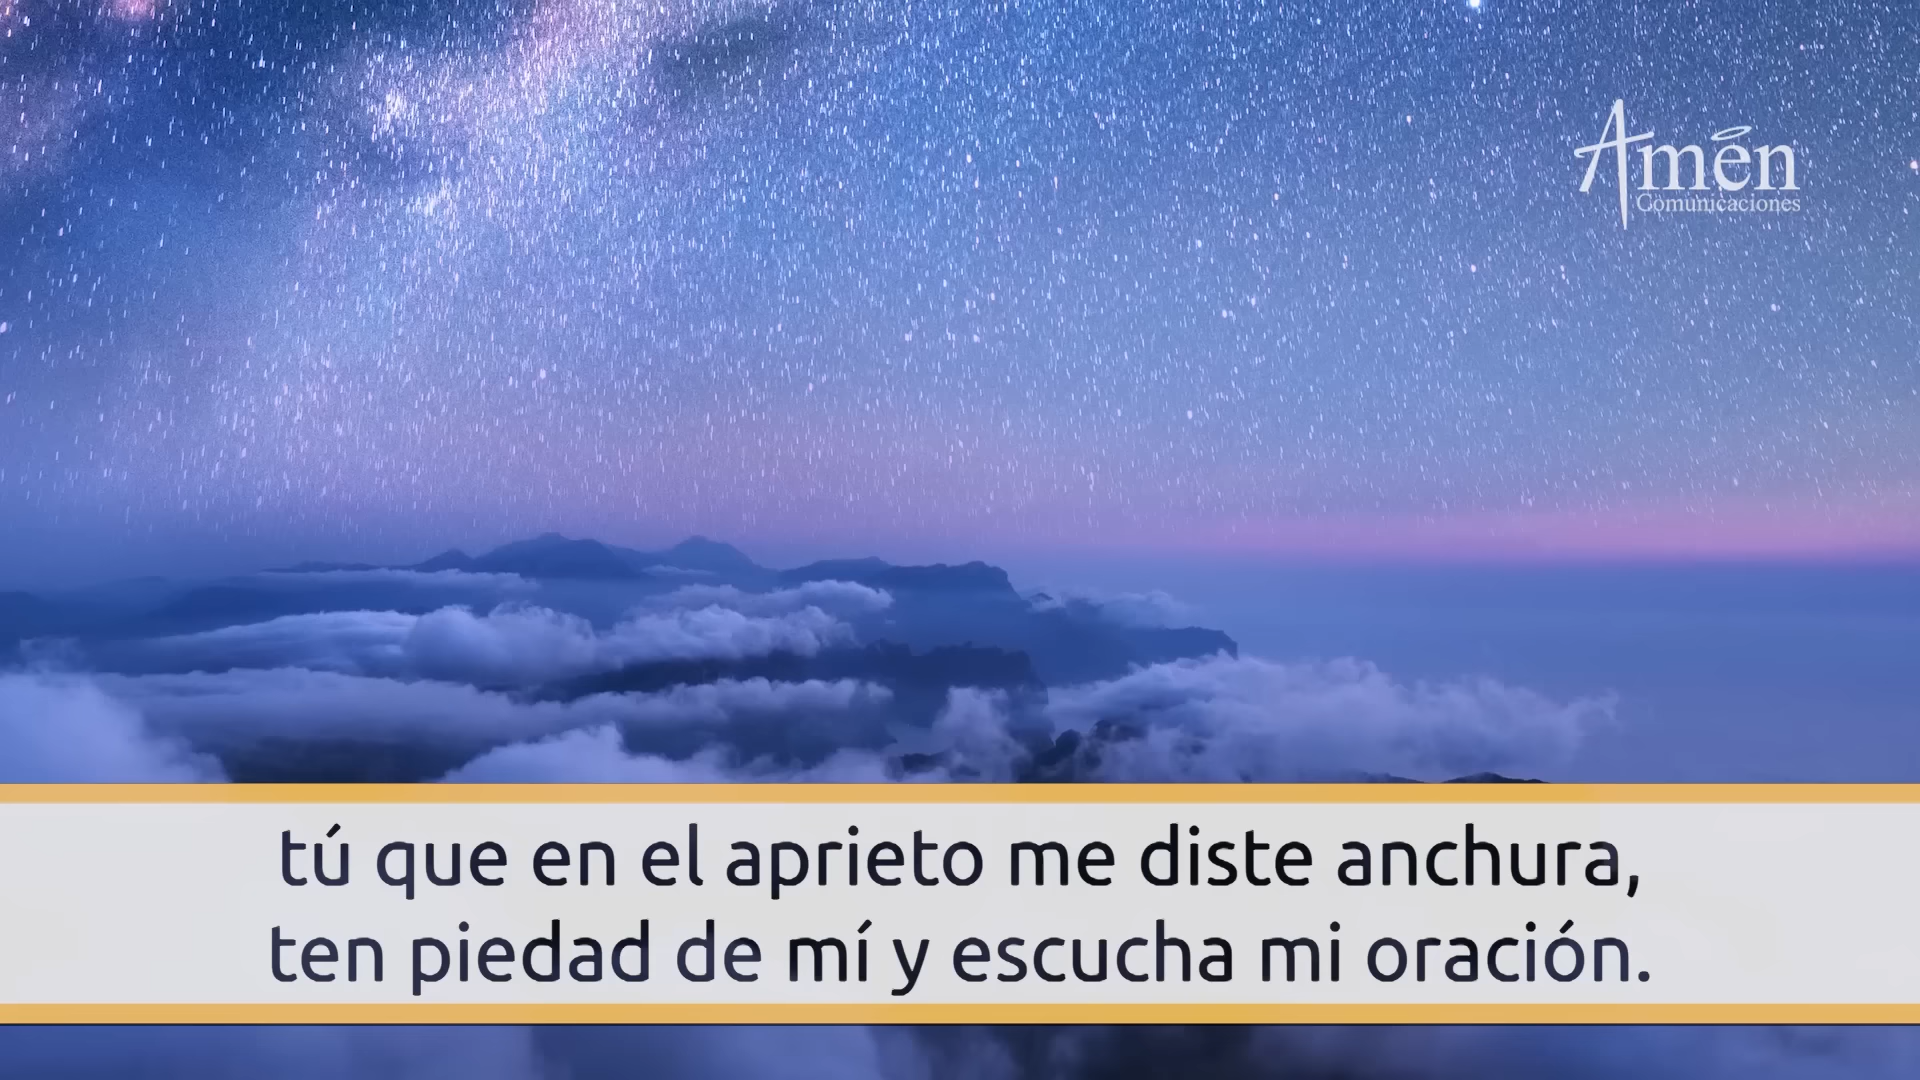 Amén
Comunicaciones
tú que en el aprieto me diste anchura,
ten piedad de mí y escucha mi oración.